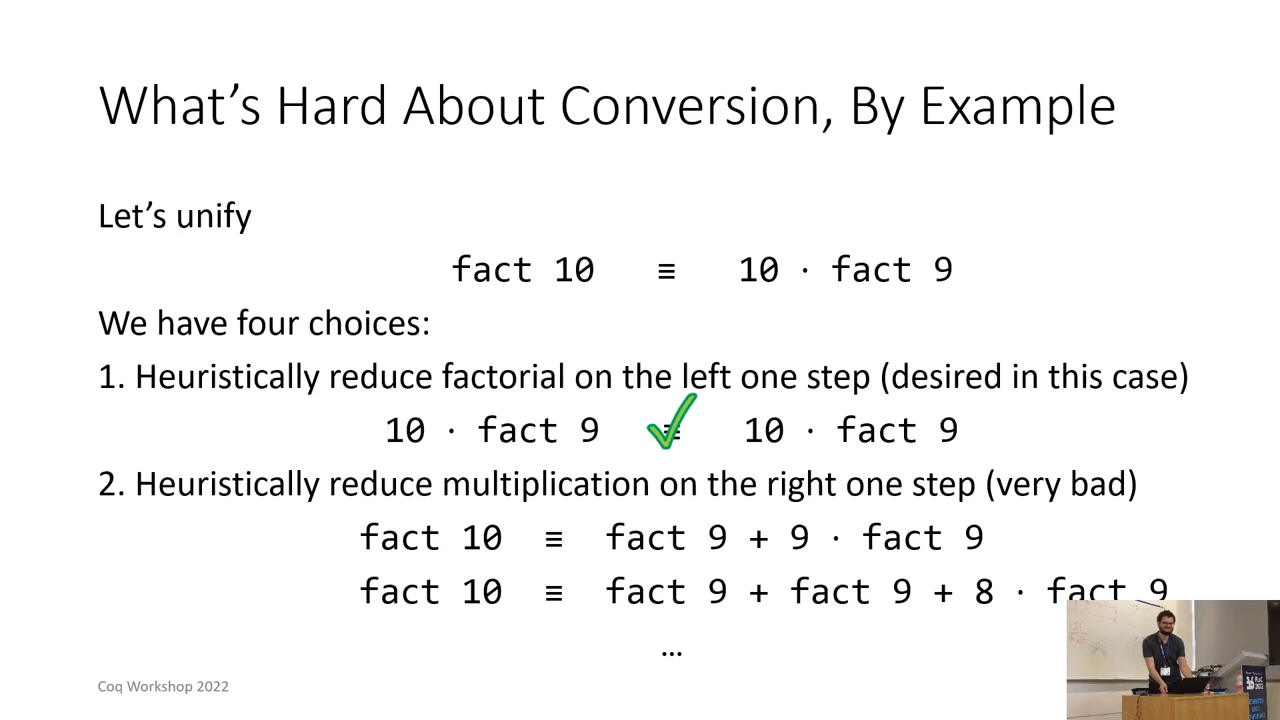 What’s Hard About Conversion, By Example
Let’s unify
fact 10 ≡ 10 · fact 9
We have four choices:
1. Heuristically reduce factorial on the left one step (desired in this case)
10 · fact 9 ≡ 10 · fact 9
2. Heuristically reduce multiplication on the right one step (very bad)
fact 10 ≡ fact 9 + 9 · fact 9
fact 10 ≡ fact 9 + fact 9 + 8 · fact 9
…
Coq Workshop 2022